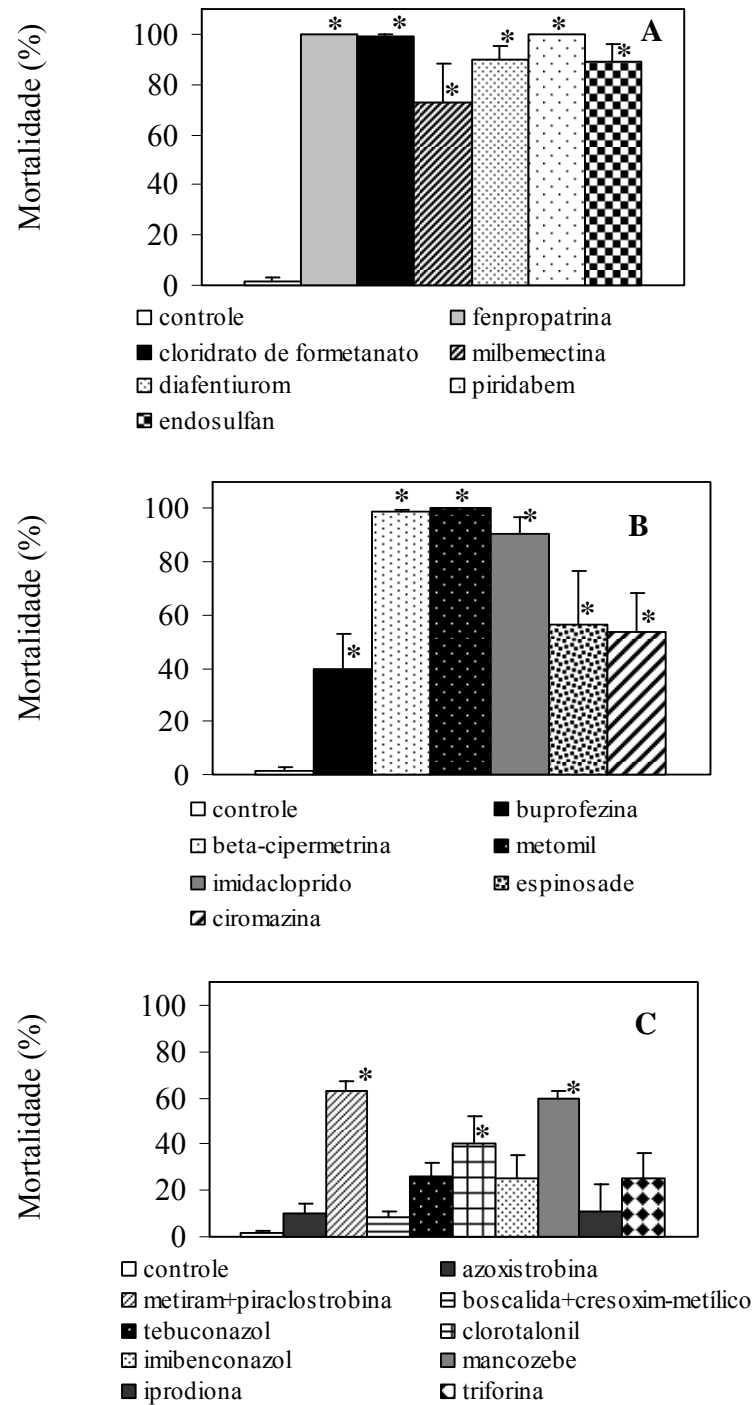 A
Mortalidade (%)
100
80
60
40
20
0
* * * * * *
controle fenpropatrina
cloridrato de formetanato milbemectina
diafentiurom piridabem
endosulfan
B
Mortalidade (%)
100
80
60
40
20
0
* * * * * *
controle buprofezina
beta-cipermetrina metomil
imidacloprido espinosade
ciromazina
C
Mortalidade (%)
100
80
60
40
20
0
* * *
controle azoxistrobina
metiram+piraclostrobina boscalida+cresoxim-metílico
tebuconazol clorotalonil
imibenconazol mancozebe
iprodiona triforina